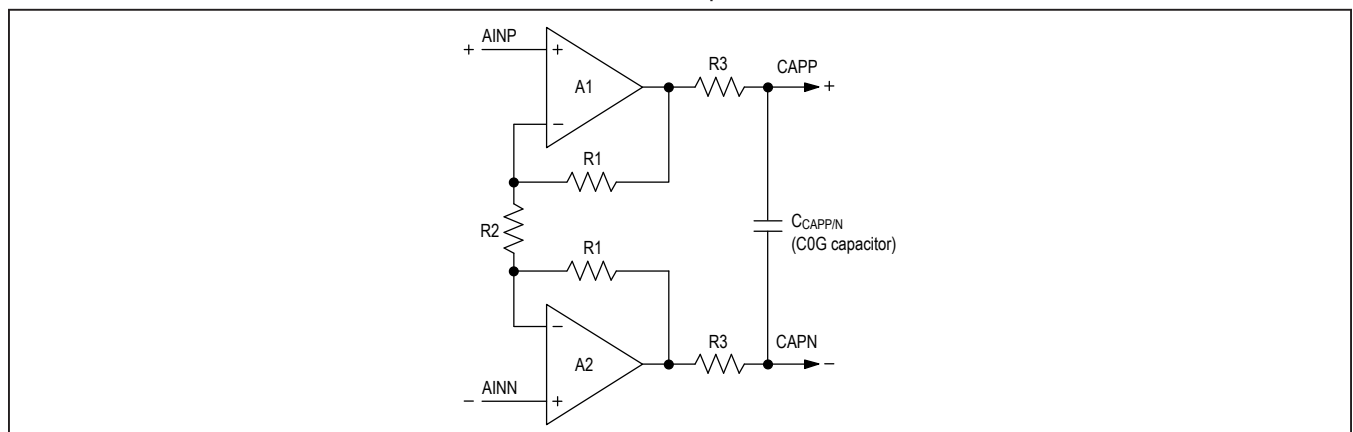 + AINP
+
A1
−
R3
CAPP
+
R1
R2
C_CAPP/N
(C0G capacitor)
R1
−
A2
R3
CAPN
−
− AINN
+